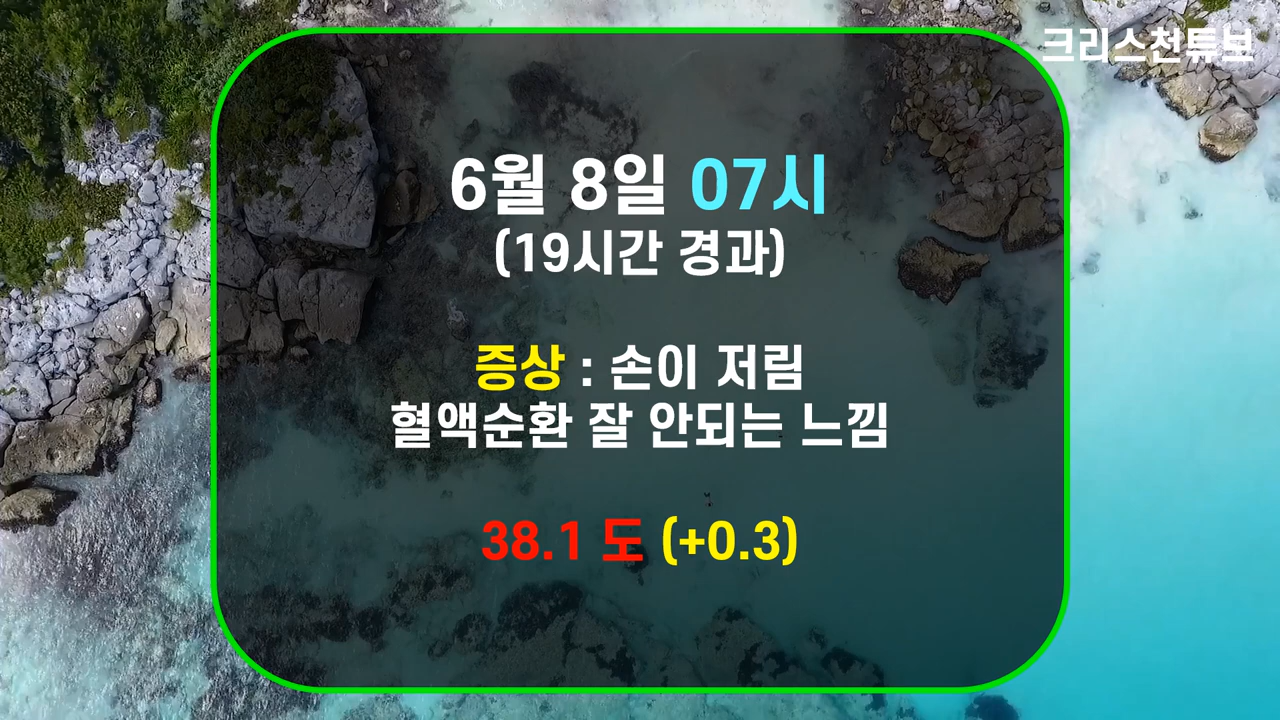 크리스천튜브
6월 8일 07시
(19시간 경과)
증상 : 손이 저림
혈액순환 잘 안되는 느낌
38.1 도 (+0.3)